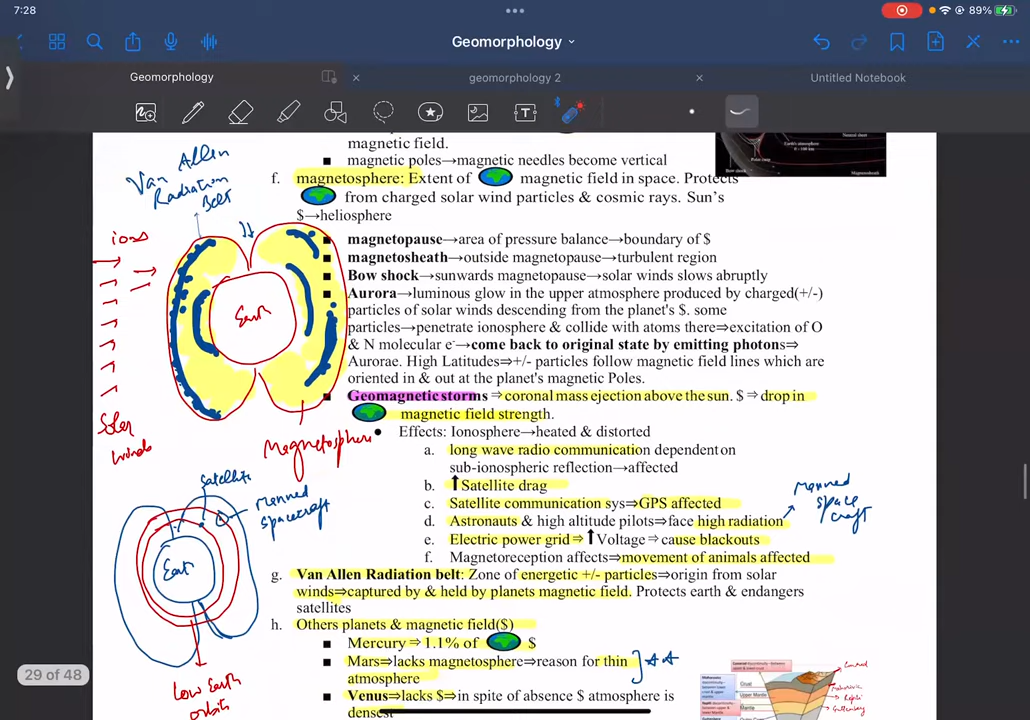 7:28
89%
Geomorphology
Geomorphology
geomorphology 2
Untitled Notebook
magnetic field.
■ magnetic poles→magnetic needles become vertical
f. magnetosphere: Extent of magnetic field in space. Protects
from charged solar wind particles & cosmic rays. Sun's
$→heliosphere
■ magnetopause→area of pressure balance→boundary of $
■ magnetosheath→outside magnetopause→turbulent region
■ Bow shock→sunwards magnetopause→solar winds slows abruptly
■ Aurora→luminous glow in the upper atmosphere produced by charged(+/-)
particles of solar winds descending from the planet's $. some
particles→penetrate ionosphere & collide with atoms there⇒excitation of O
& N molecular e-→come back to original state by emitting photons⇒
Aurorae. High Latitudes⇒+/- particles follow magnetic field lines which are
oriented in & out at the planet's magnetic Poles.
■ Geomagnetic storms ⇒coronal mass ejection above the sun. $ ⇒drop in
magnetic field strength.
● Effects: Ionosphere→heated & distorted
a. long wave radio communication dependent on
sub-ionospheric reflection→affected
b. ↑Satellite drag
c. Satellite communication sys⇒GPS affected
d. Astronauts & high altitude pilots⇒face high radiation
e. Electric power grid⇒↑Voltage⇒cause blackouts
f. Magnetoreception affects⇒movement of animals affected
g. Van Allen Radiation belt: Zone of energetic +/- particles⇒origin from solar
winds⇒captured by & held by planets magnetic field. Protects earth & endangers
satellites
h. Others planets & magnetic field($)
■ Mercury⇒1.1% of $
■ Mars⇒lacks magnetosphere⇒reason for thin
atmosphere
■ Venus⇒lacks $⇒in spite of absence $ atmosphere is
densest
Van Allen
Radiation
Belt
ions
Earth
Solar
winds
Magnetosphere
Satellite
Manned
spacecraft
Eart
Low Earth
orbits
Manned
space
craft
29 of 48
Crust
Upper Mantle
Mantle